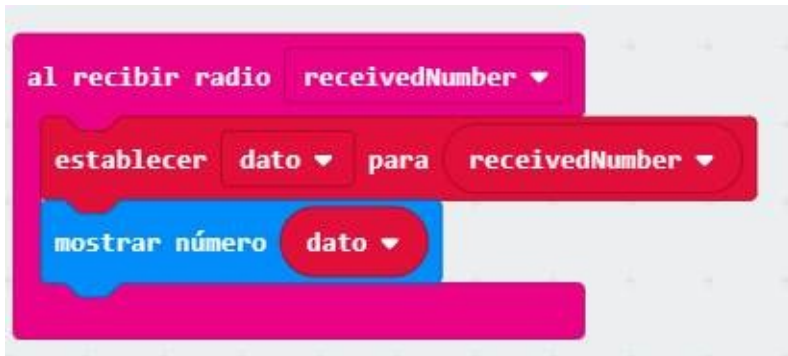 al recibir radio receivedNumber
establecer dato para receivedNumber
mostrar número dato